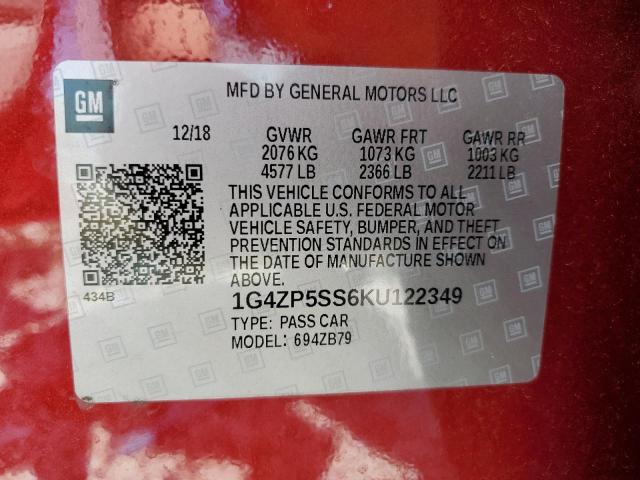 GM
MFD BY GENERAL MOTORS LLC
12/18 GVWR GAWR FRT GAWR RR
2076 KG 1073 KG 1003 KG
4577 LB 2366 LB 2211 LB
THIS VEHICLE CONFORMS TO ALL
APPLICABLE U.S. FEDERAL MOTOR
VEHICLE SAFETY, BUMPER, AND THEFT
PREVENTION STANDARDS IN EFFECT ON
THE DATE OF MANUFACTURE SHOWN
ABOVE.
434B
1G4ZP5SS6KU122349
TYPE: PASS CAR
MODEL: 694ZB79